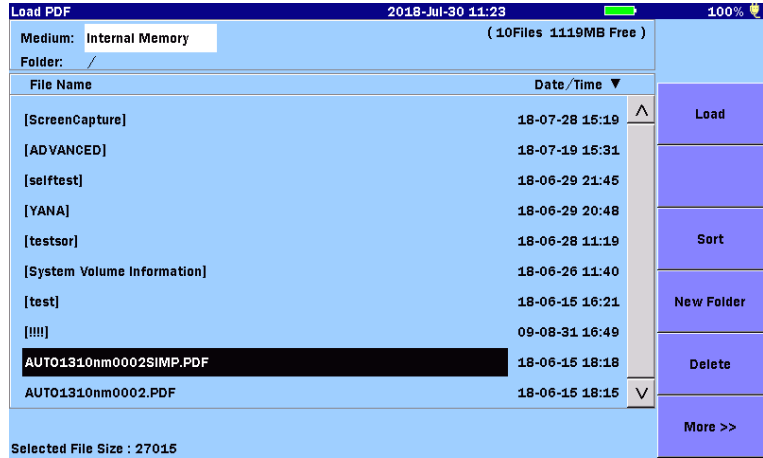 Load PDF 2018-Jul-30 11:23 100%
Medium: Internal Memory ( 10Files 1119MB Free )
Folder: /
File Name Date/Time ▼
[ScreenCapture] 18-07-28 15:19
[ADVANCED] 18-07-19 15:31
[selftest] 18-06-29 21:45
[YANA] 18-06-29 20:48
[testsor] 18-06-28 11:19
[System Volume Information] 18-06-26 11:40
[test] 18-06-15 16:21
[!!!!] 09-08-31 16:49
AUTO1310nm0002SIMP.PDF 18-06-15 18:18
AUTO1310nm0002.PDF 18-06-15 18:15
Selected File Size : 27015
Load
Sort
New Folder
Delete
More >>